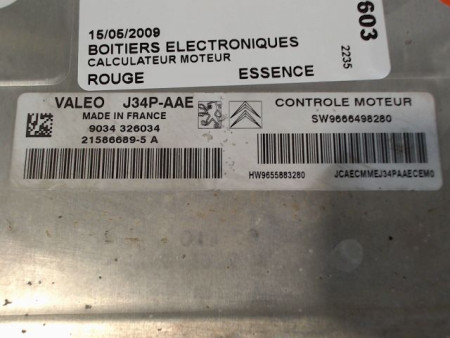 603
2235
15/05/2009
BOITIERS ELECTRONIQUES
CALCULATEUR MOTEUR
ROUGE ESSENCE
VALEO J34P-AAE
MADE IN FRANCE
9034 326034
21586689-5 A
CONTROLE MOTEUR
SW9666498280
HW9655883280
JCAECMMEJ34PAAECEM0